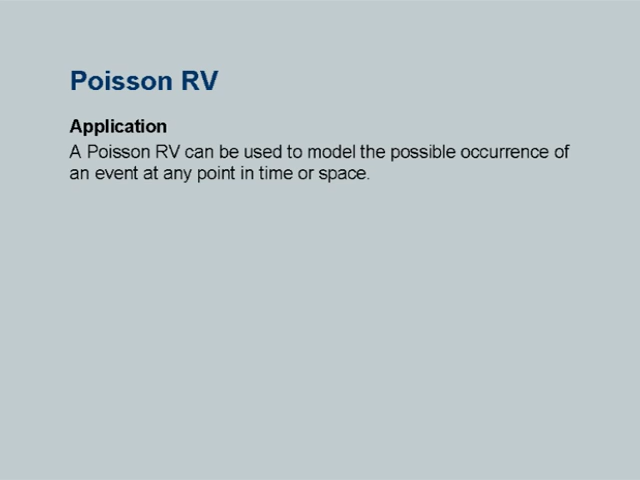 Poisson RV
Application
A Poisson RV can be used to model the possible occurrence of
an event at any point in time or space.